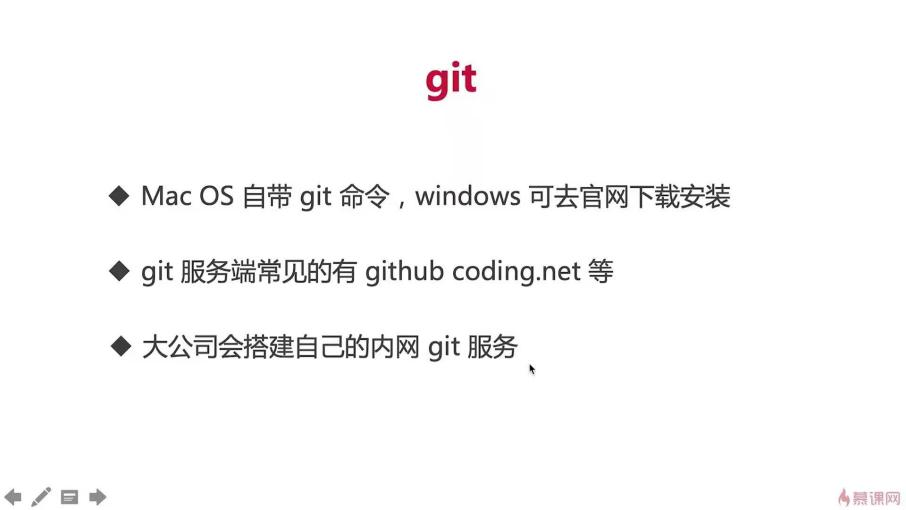 git
◆ Mac OS 自带 git 命令，windows 可去官网下载安装
◆ git 服务端常见的有 github coding.net 等
◆ 大公司会搭建自己的内网 git 服务
慕课网